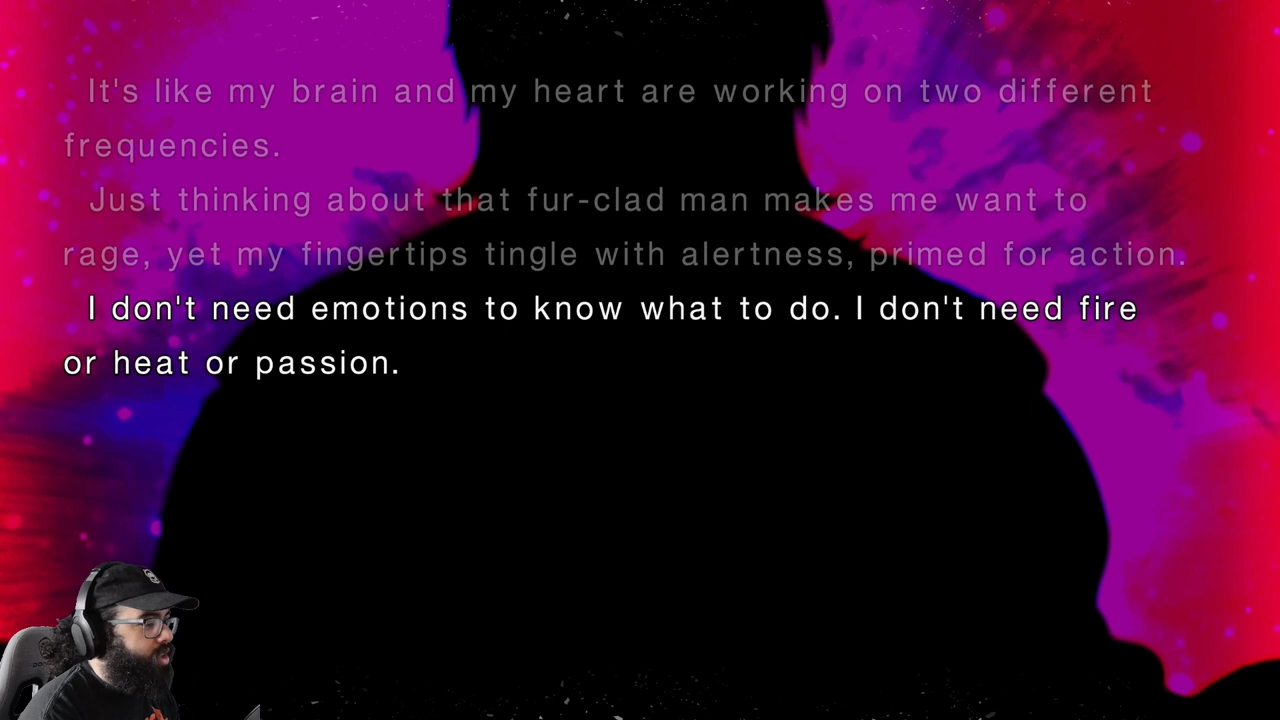 It's like my brain and my heart are working on two different
frequencies.
Just thinking about that fur-clad man makes me want to
rage, yet my fingertips tingle with alertness, primed for action.
I don't need emotions to know what to do. I don't need fire
or heat or passion.